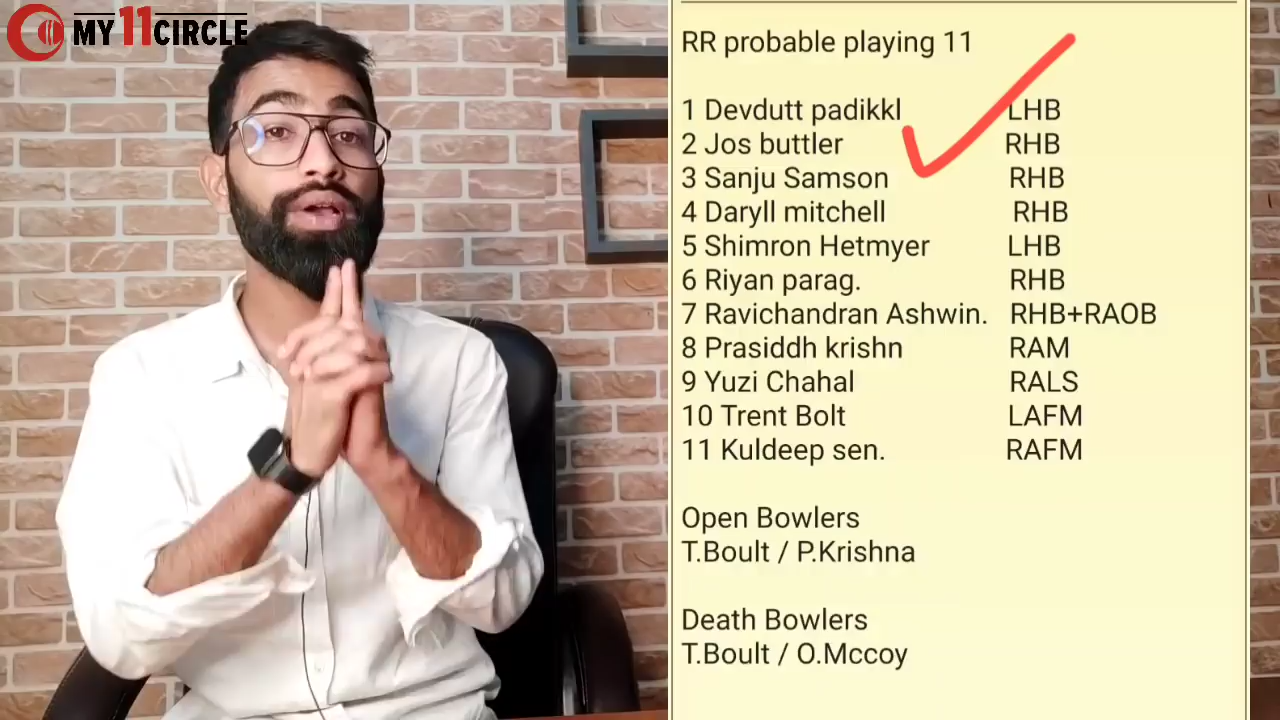 MY11CIRCLE
RR probable playing 11
1 Devdutt padikkl LHB
2 Jos buttler RHB
3 Sanju Samson RHB
4 Daryll mitchell RHB
5 Shimron Hetmyer LHB
6 Riyan parag. RHB
7 Ravichandran Ashwin. RHB+RAOB
8 Prasiddh krishn RAM
9 Yuzi Chahal RALS
10 Trent Bolt LAFM
11 Kuldeep sen. RAFM
Open Bowlers
T.Boult / P.Krishna
Death Bowlers
T.Boult / O.Mccoy